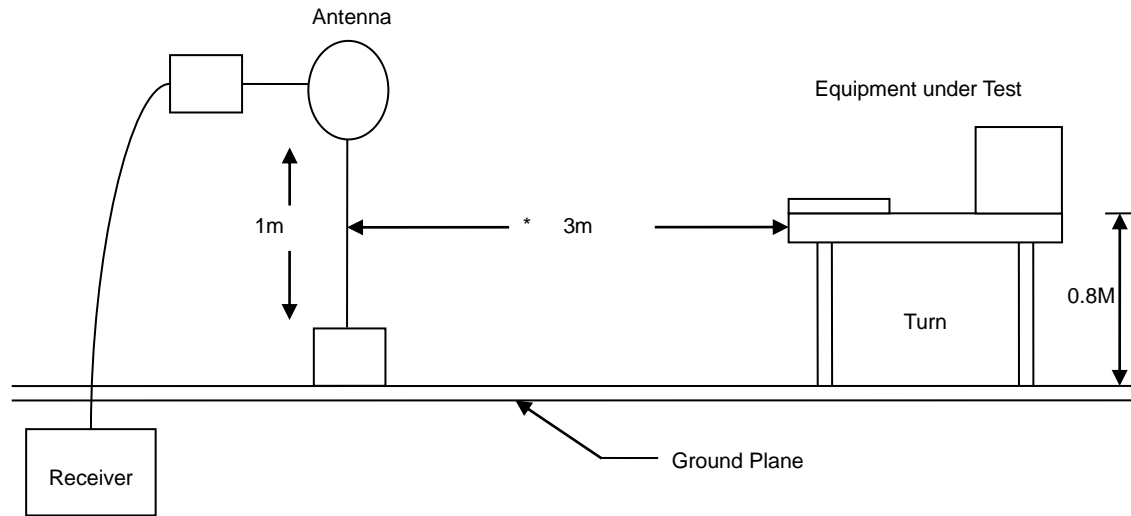 Antenna
Equipment under Test
1m
* 3m
0.8M
Turn
Ground Plane
Receiver